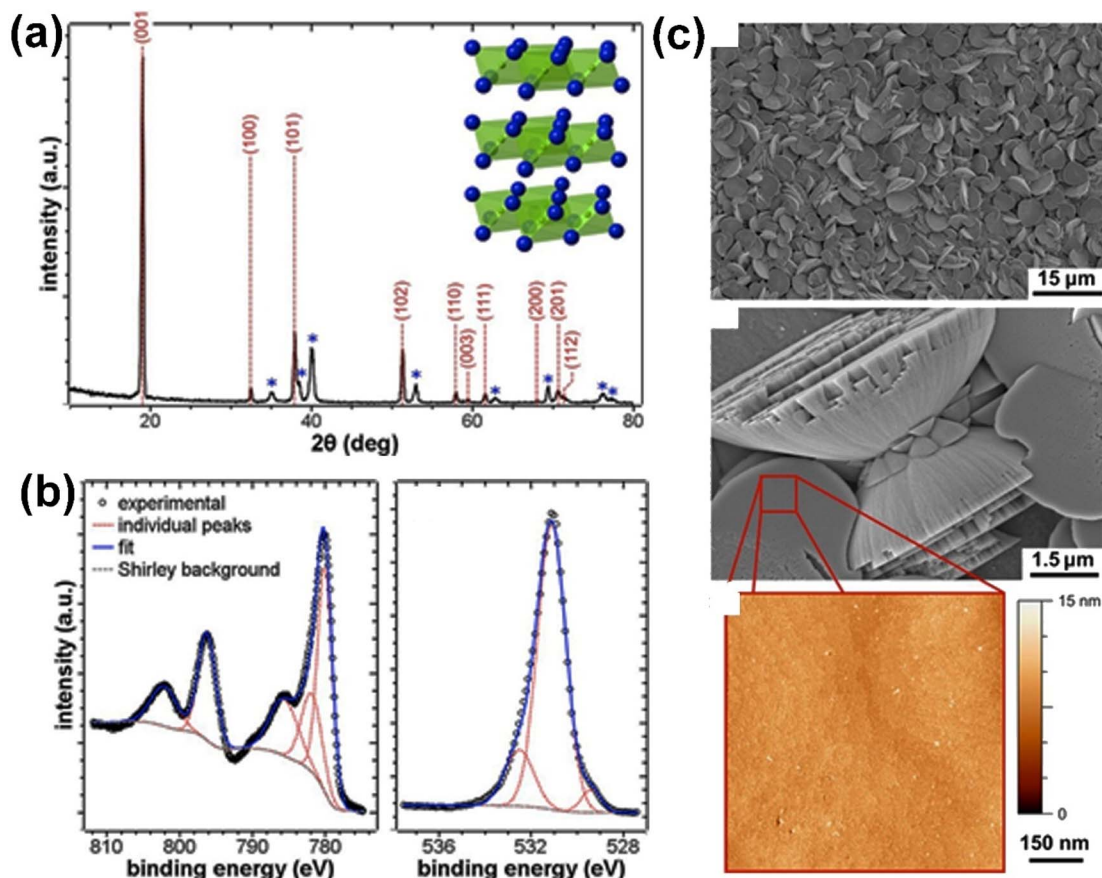 (a)
(001)
(100)
(101)
(102)
(110)
(003)
(111)
(200)
(201)
(112)
* * * * * * * *
intensity (a.u.)
20 40 60 80
2θ (deg)
(b)
experimental
individual peaks
fit
Shirley background
intensity (a.u.)
810 800 790 780
binding energy (eV)
536 532 528
binding energy (eV)
(c)
15 µm
1.5 µm
15 nm
0
150 nm